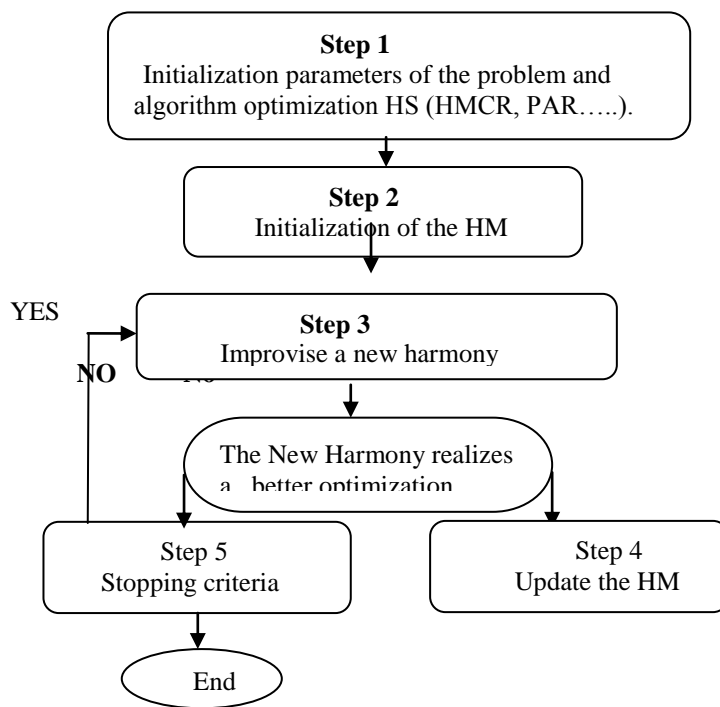 Step 1
Initialization parameters of the problem and
algorithm optimization HS (HMCR, PAR…..).
Step 2
Initialization of the HM
YES
Step 3
Improvise a new harmony
NO
The New Harmony realizes
a better optimization
Step 5
Stopping criteria
Step 4
Update the HM
End